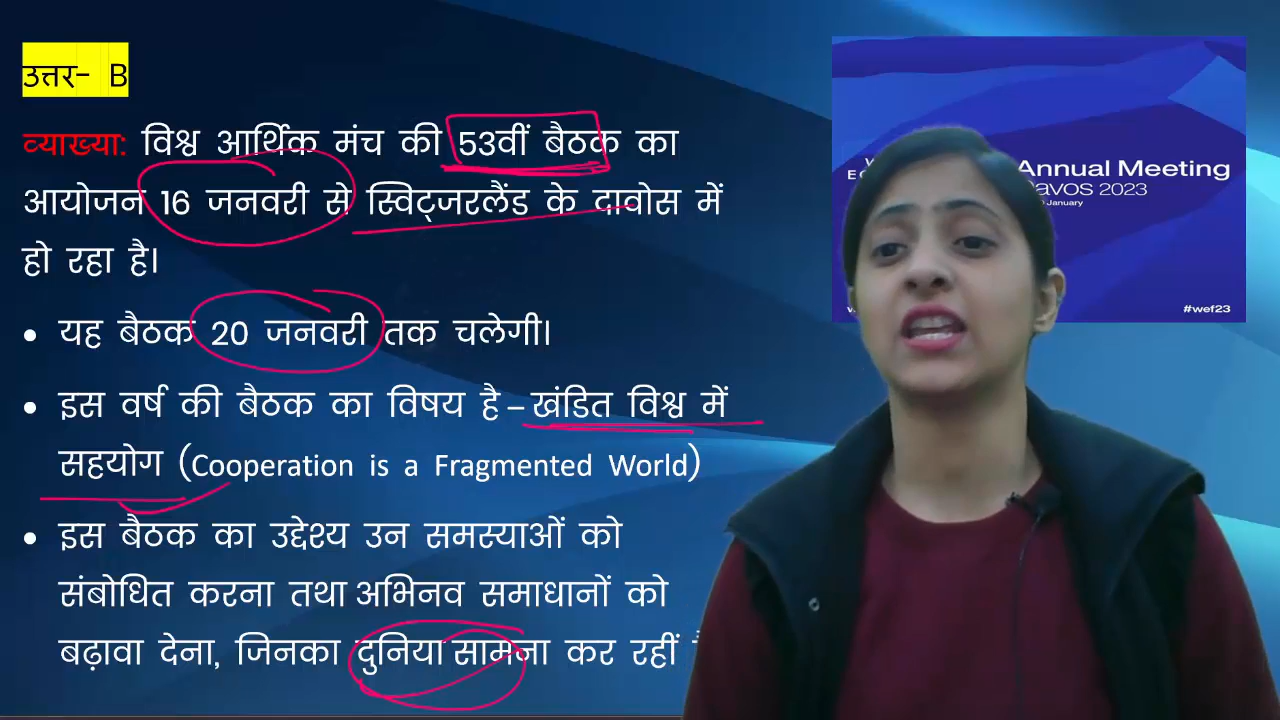 उत्तर- B
व्याख्या: विश्व आर्थिक मंच की 53वीं बैठक का
आयोजन 16 जनवरी से स्विट्जरलैंड के दावोस में
हो रहा है।
• यह बैठक 20 जनवरी तक चलेगी।
• इस वर्ष की बैठक का विषय है – खंडित विश्व में
सहयोग (Cooperation is a Fragmented World)
• इस बैठक का उद्देश्य उन समस्याओं को
संबोधित करना तथा अभिनव समाधानों को
बढ़ावा देना, जिनका दुनिया सामना कर रहीं
Annual Meeting
2023
January
#wef23